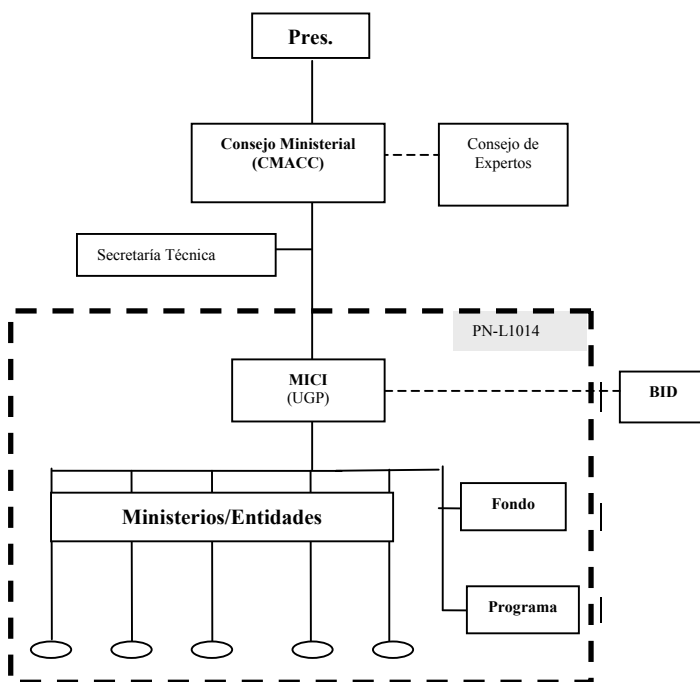 Pres.
Consejo Ministerial
(CMACC)
Consejo de
Expertos
Secretaría Técnica
PN-L1014
MICI
(UGP)
BID
Ministerios/Entidades
Fondo
Programa